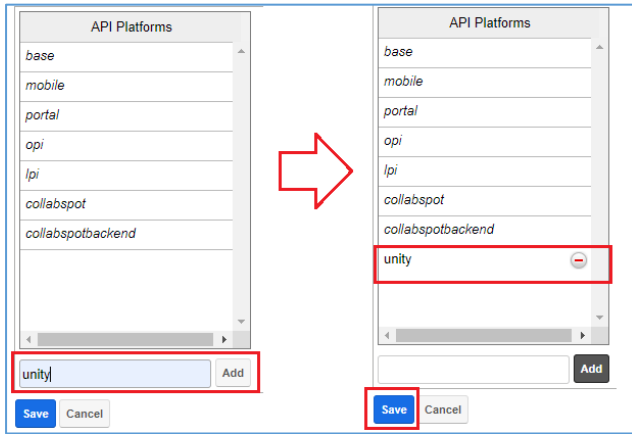 API Platforms
base
mobile
portal
opi
lpi
collabspot
collabspotbackend
unity
Add
Save
Cancel
API Platforms
base
mobile
portal
opi
lpi
collabspot
collabspotbackend
unity
Add
Save
Cancel